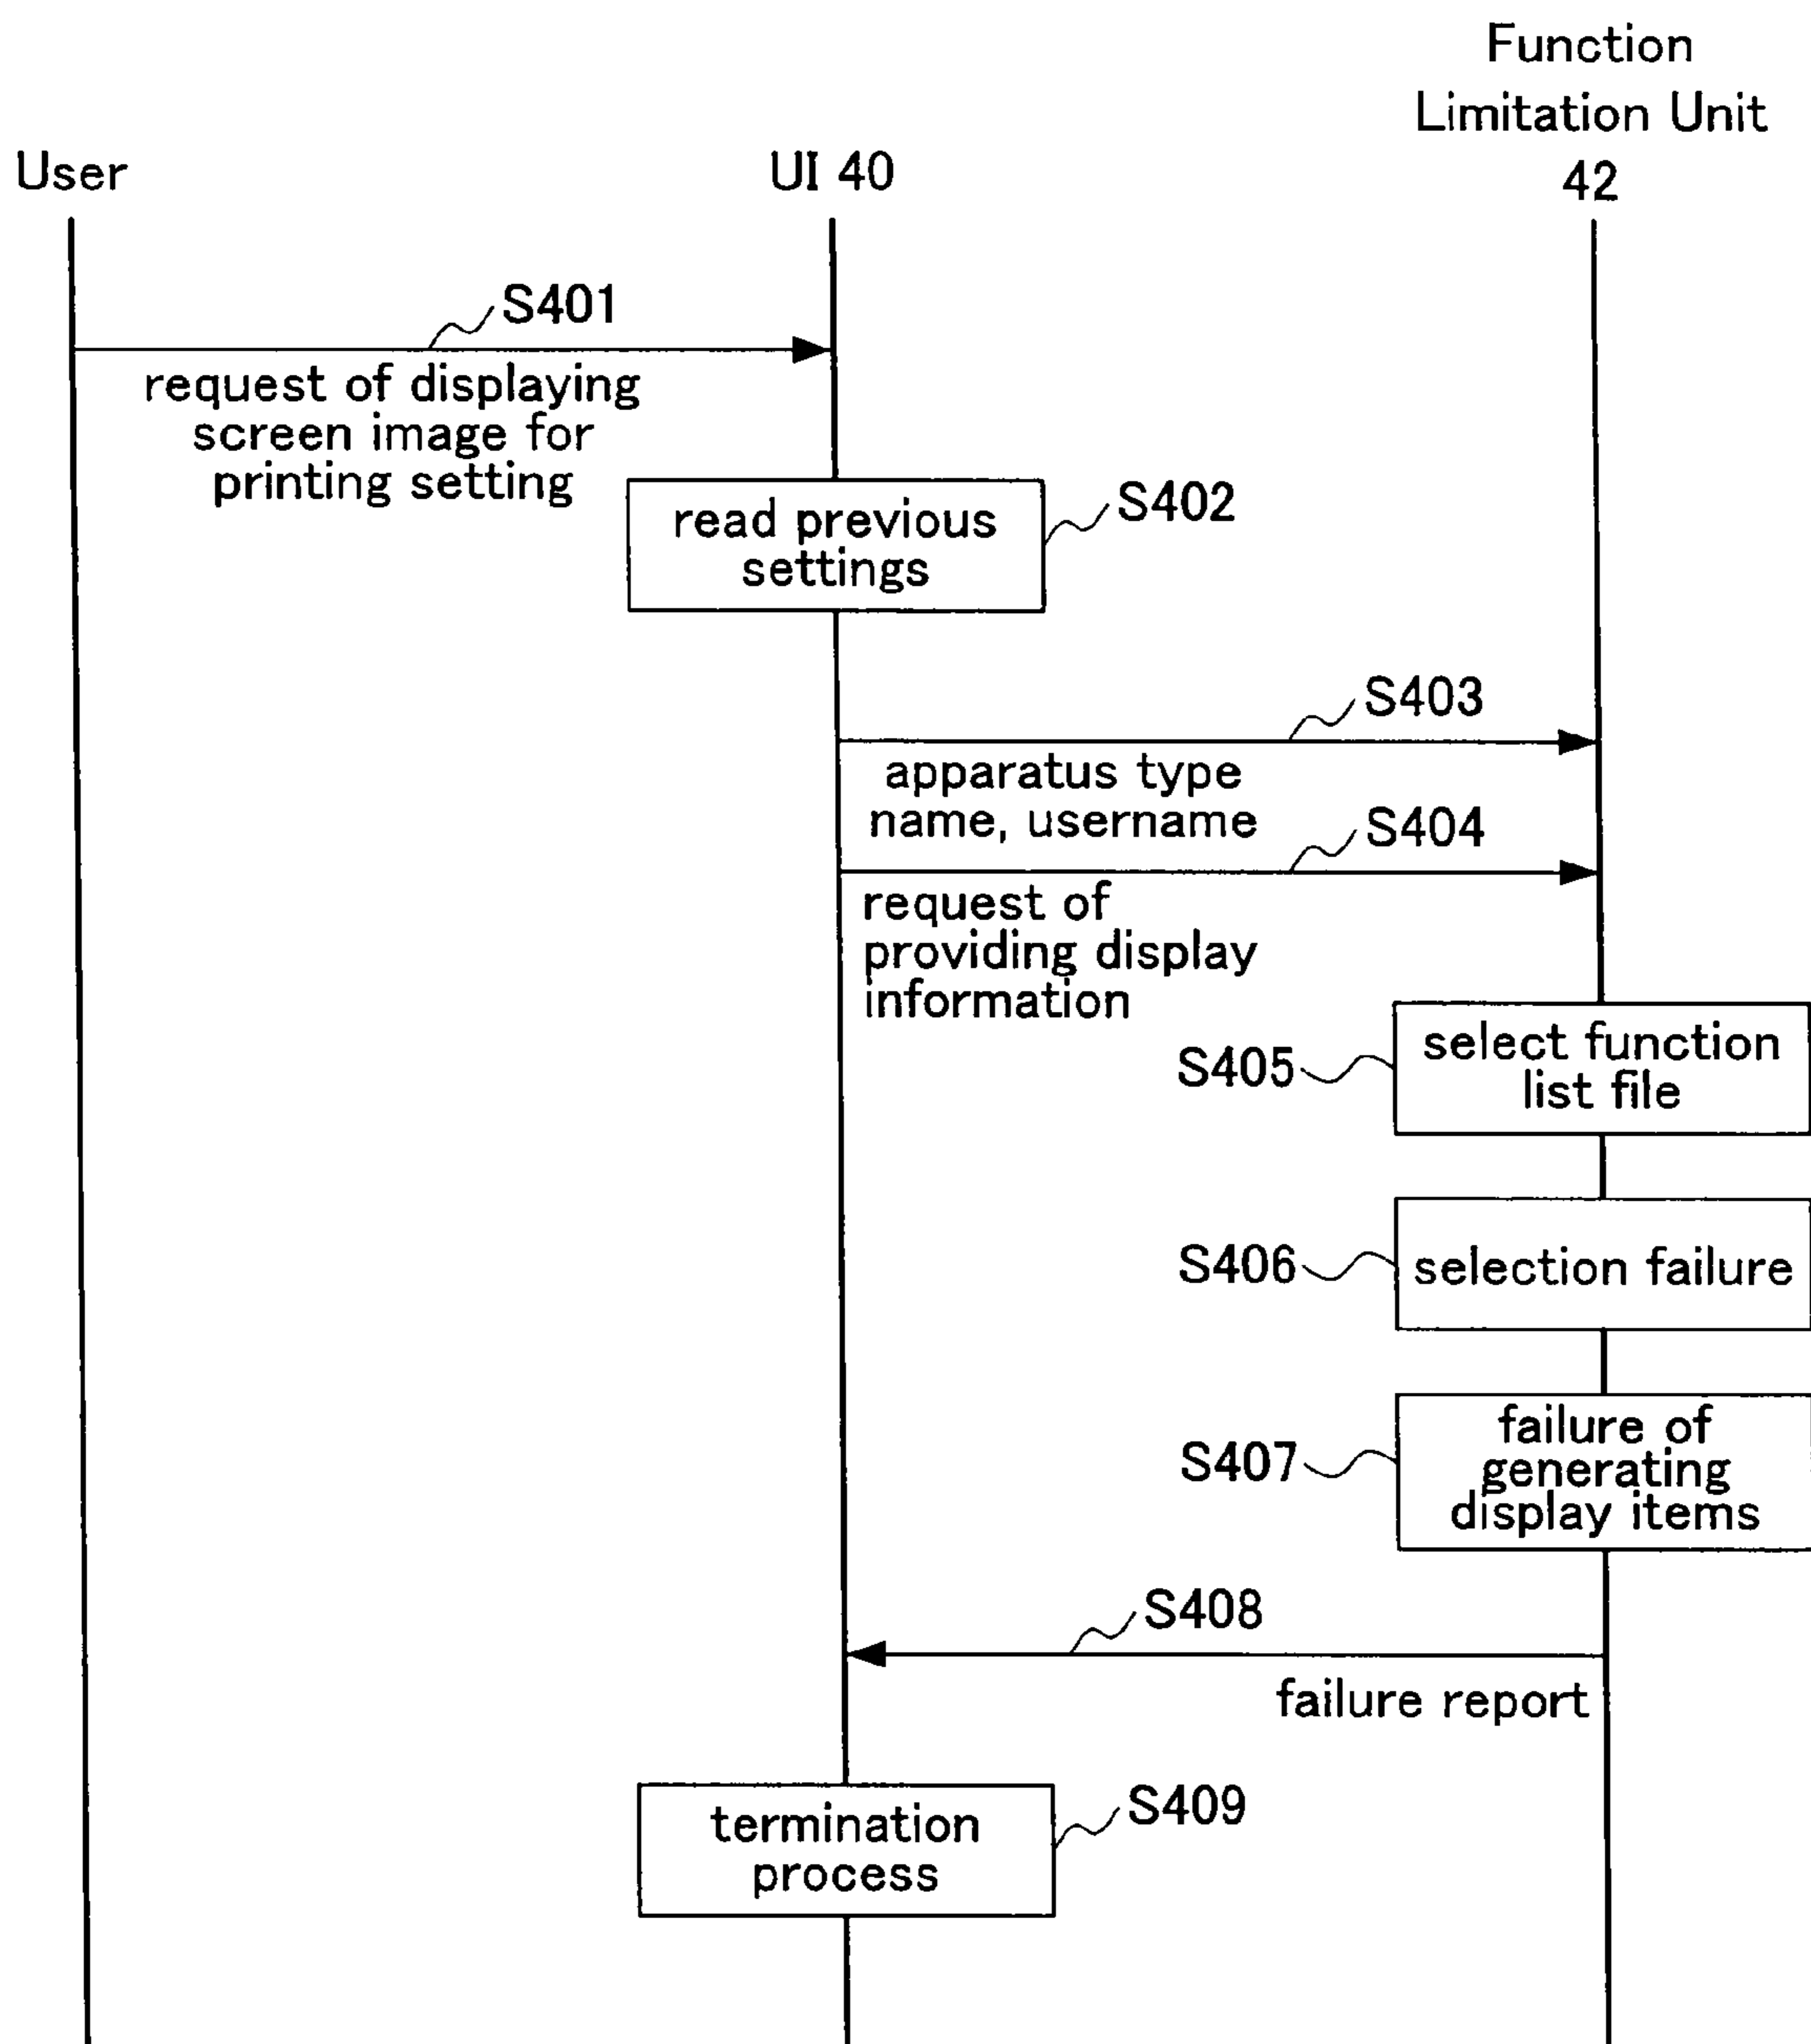 Function
Limitation Unit
42
User
UI 40
S401
request of displaying
screen image for
printing setting
S402
read previous
settings
S403
apparatus type
name, username
S404
request of
providing display
information
S405
select function
list file
S406
selection failure
S407
failure of
generating
display items
S408
failure report
S409
termination
process